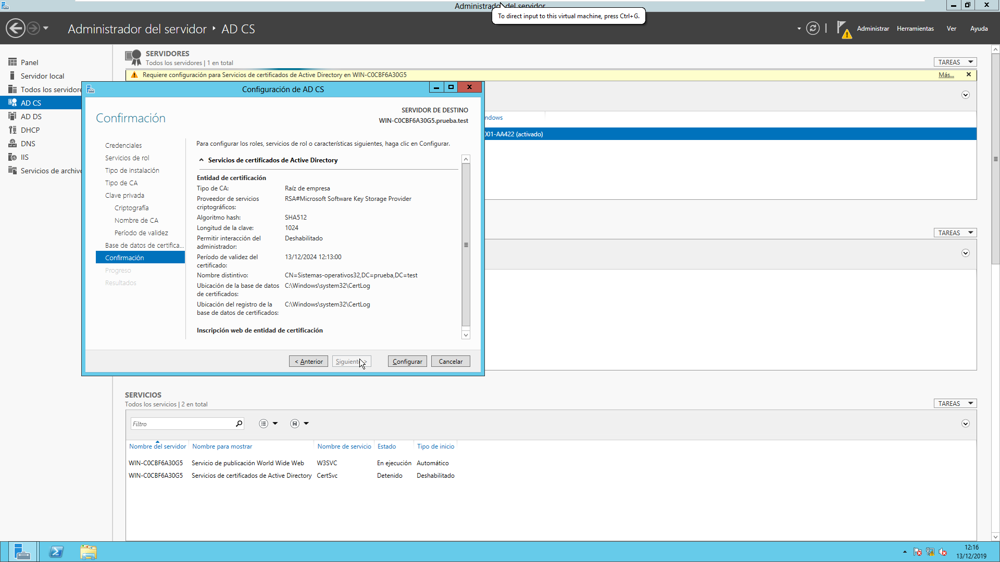 Administrador del servidor
To direct input to this virtual machine, press Ctrl+G.
Administrador del servidor ‣ AD CS
Administrar
Herramientas
Ver
Ayuda
Panel
Servidor local
Todos los servidore
AD CS
AD DS
DHCP
DNS
IIS
Servicios de archivo
SERVIDORES
Todos los servidores | 1 en total
TAREAS
Requiere configuración para Servicios de certificados de Active Directory en WIN-C0CBF6A30G5
Más...
ndows
001-AA422 (activado)
Configuración de AD CS
Confirmación
SERVIDOR DE DESTINO
WIN-C0CBF6A30G5.prueba.test
Credenciales
Servicios de rol
Tipo de instalación
Tipo de CA
Clave privada
Criptografía
Nombre de CA
Período de validez
Base de datos de certifica...
Confirmación
Progreso
Resultados
Para configurar los roles, servicios de rol o características siguientes, haga clic en Configurar.
Servicios de certificados de Active Directory
Entidad de certificación
Tipo de CA: Raíz de empresa
Proveedor de servicios criptográficos: RSA#Microsoft Software Key Storage Provider
Algoritmo hash: SHA512
Longitud de la clave: 1024
Permitir interacción del administrador: Deshabilitado
Período de validez del certificado: 13/12/2024 12:13:00
Nombre distintivo: CN=Sistemas-operativos32,DC=prueba,DC=test
Ubicación de la base de datos de certificados: C:\Windows\system32\CertLog
Ubicación del registro de la base de datos de certificados: C:\Windows\system32\CertLog
Inscripción web de entidad de certificación
< Anterior
Siguiente >
Configurar
Cancelar
TAREAS
SERVICIOS
Todos los servicios | 2 en total
TAREAS
Filtro
Nombre del servidor Nombre para mostrar Nombre de servicio Estado Tipo de inicio
WIN-C0CBF6A30G5 Servicio de publicación World Wide Web W3SVC En ejecución Automático
WIN-C0CBF6A30G5 Servicios de certificados de Active Directory CertSvc Detenido Deshabilitado
12:16
13/12/2019